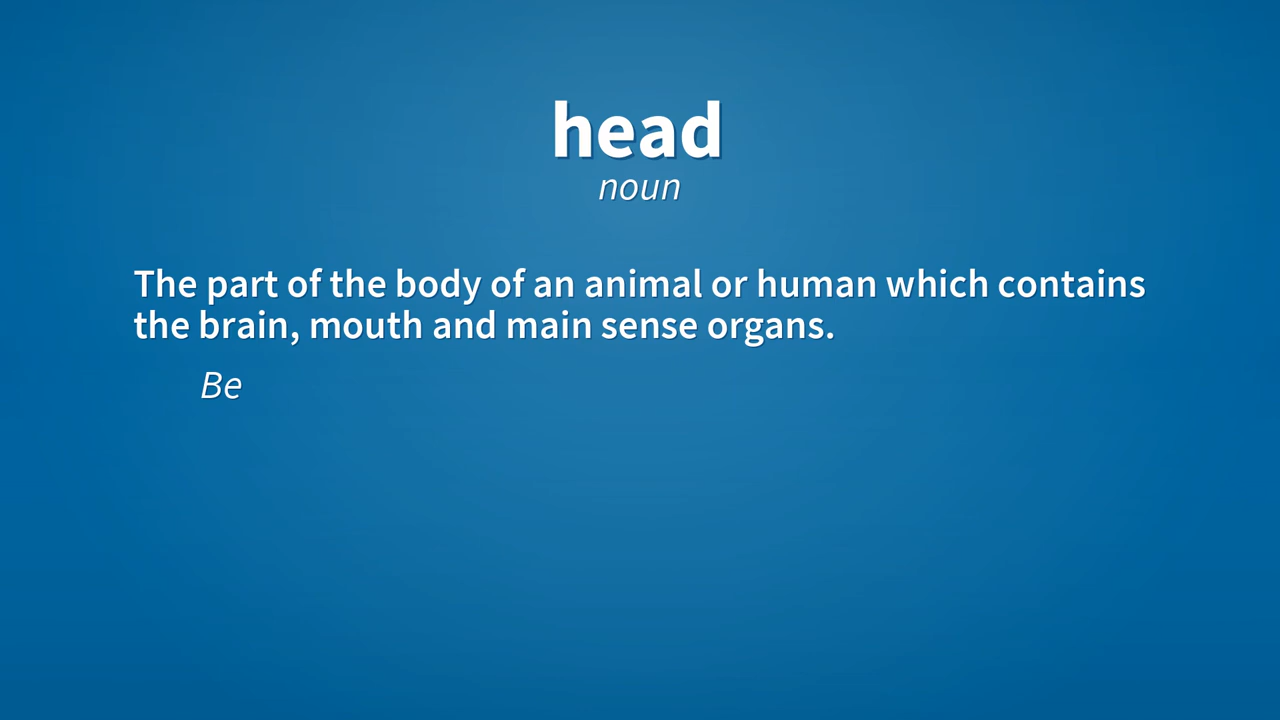 head
noun
The part of the body of an animal or human which contains
the brain, mouth and main sense organs.
Be